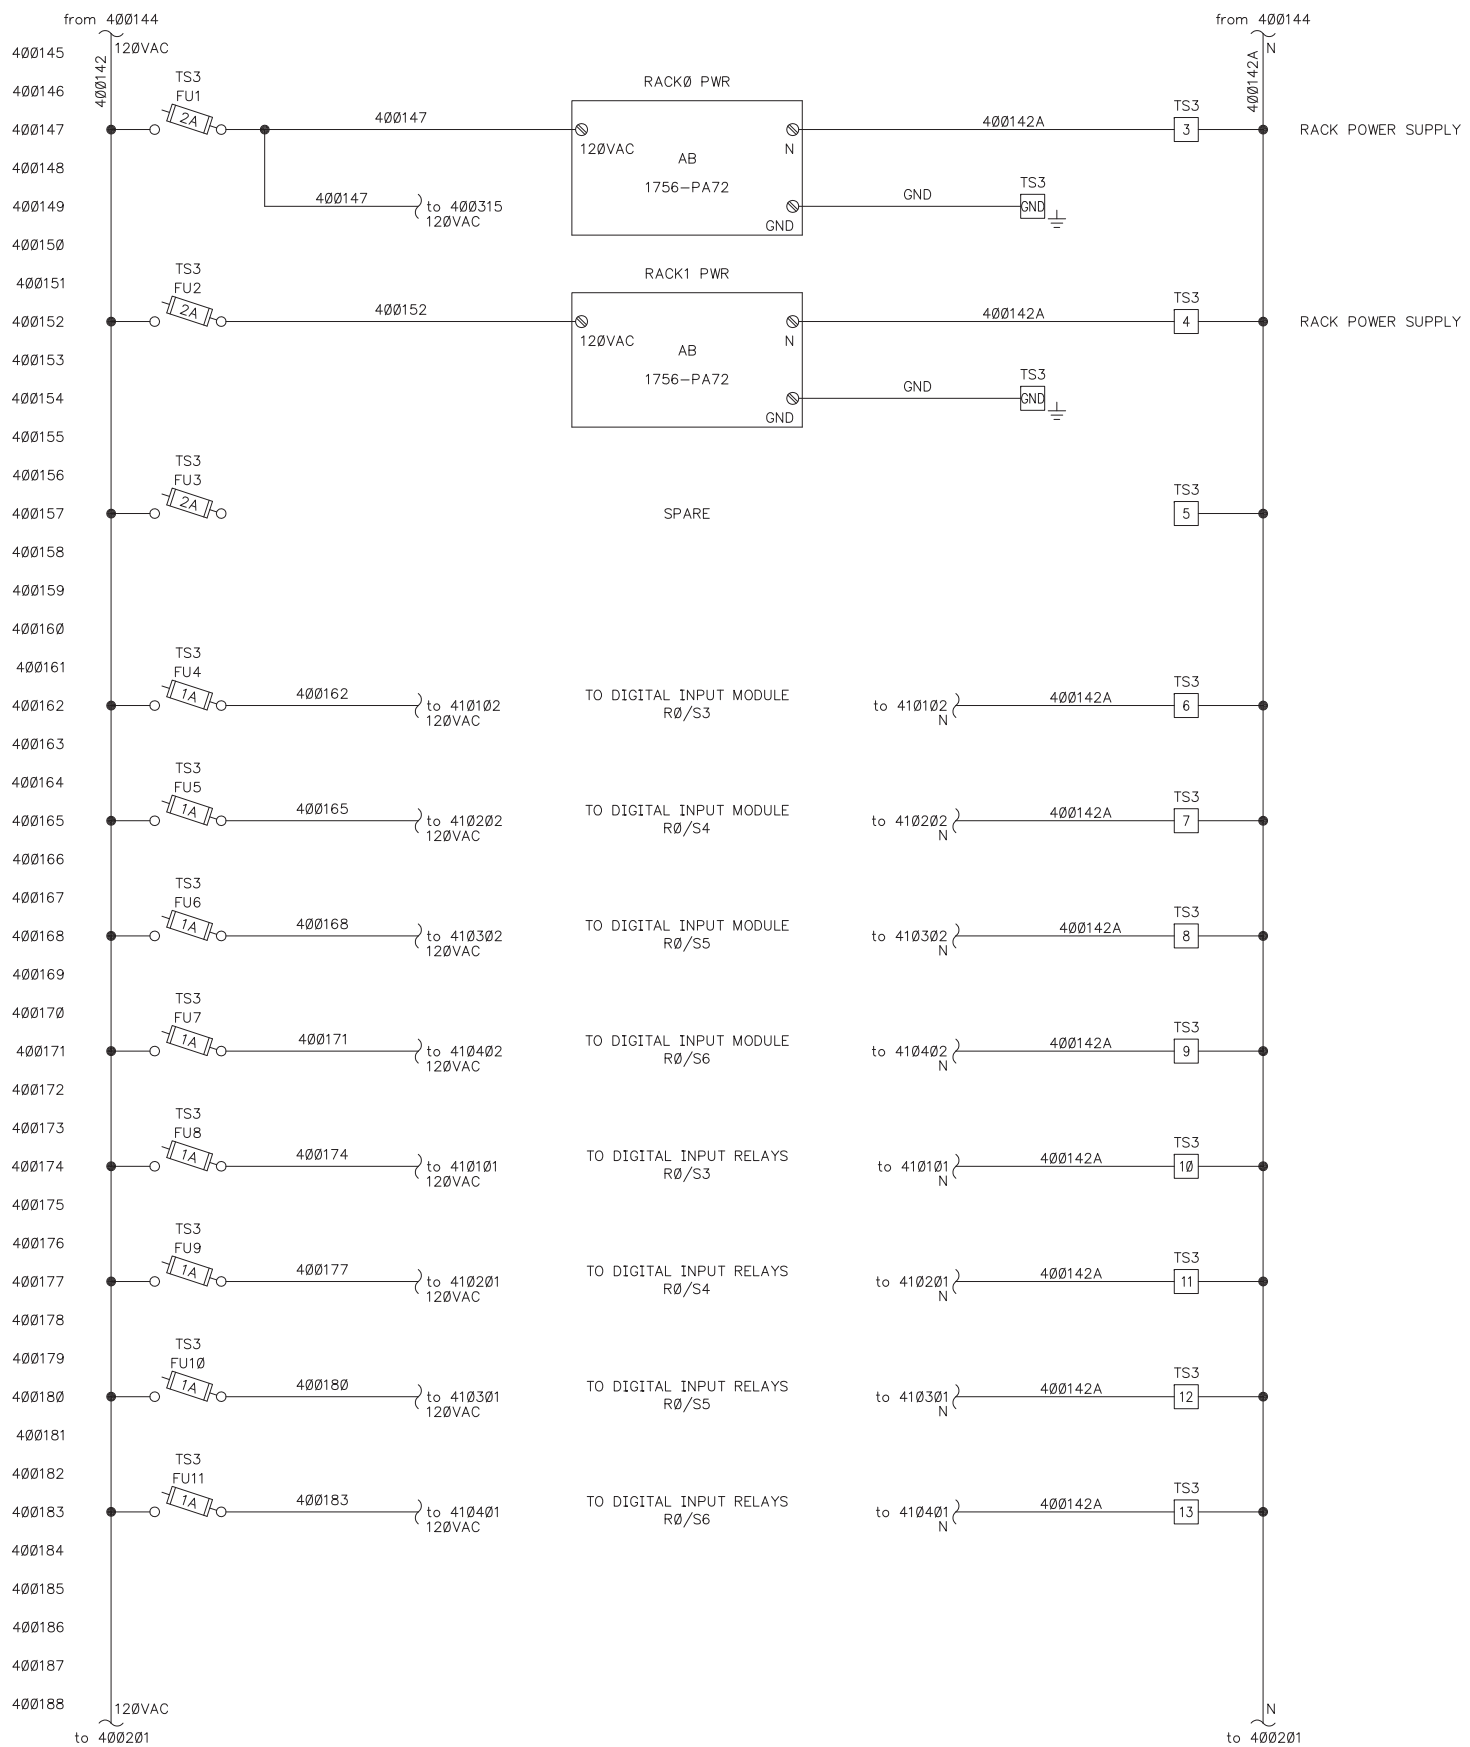 from 400144
from 400144
400145
120VAC
N
400142
400142A
400146
TS3
FU1
2A
RACK0 PWR
TS3
400147
400147
400142A
3
RACK POWER SUPPLY
120VAC
N
AB
1756-PA72
400148
400149
400147
to 400315
120VAC
GND
GND
TS3
GND
400150
400151
TS3
FU2
2A
RACK1 PWR
TS3
400152
400152
400142A
4
RACK POWER SUPPLY
120VAC
N
AB
1756-PA72
400153
400154
GND
GND
TS3
GND
400155
400156
TS3
FU3
2A
400157
SPARE
TS3
5
400158
400159
400160
400161
TS3
FU4
1A
400162
400162
to 410102
120VAC
TO DIGITAL INPUT MODULE
R0/S3
to 410102
N
400142A
TS3
6
400163
400164
TS3
FU5
1A
400165
400165
to 410202
120VAC
TO DIGITAL INPUT MODULE
R0/S4
to 410202
N
400142A
TS3
7
400166
400167
TS3
FU6
1A
400168
400168
to 410302
120VAC
TO DIGITAL INPUT MODULE
R0/S5
to 410302
N
400142A
TS3
8
400169
400170
TS3
FU7
1A
400171
400171
to 410402
120VAC
TO DIGITAL INPUT MODULE
R0/S6
to 410402
N
400142A
TS3
9
400172
400173
TS3
FU8
1A
400174
400174
to 410101
120VAC
TO DIGITAL INPUT RELAYS
R0/S3
to 410101
N
400142A
TS3
10
400175
400176
TS3
FU9
1A
400177
400177
to 410201
120VAC
TO DIGITAL INPUT RELAYS
R0/S4
to 410201
N
400142A
TS3
11
400178
400179
TS3
FU10
1A
400180
400180
to 410301
120VAC
TO DIGITAL INPUT RELAYS
R0/S5
to 410301
N
400142A
TS3
12
400181
400182
TS3
FU11
1A
400183
400183
to 410401
120VAC
TO DIGITAL INPUT RELAYS
R0/S6
to 410401
N
400142A
TS3
13
400184
400185
400186
400187
400188
120VAC
N
to 400201
to 400201